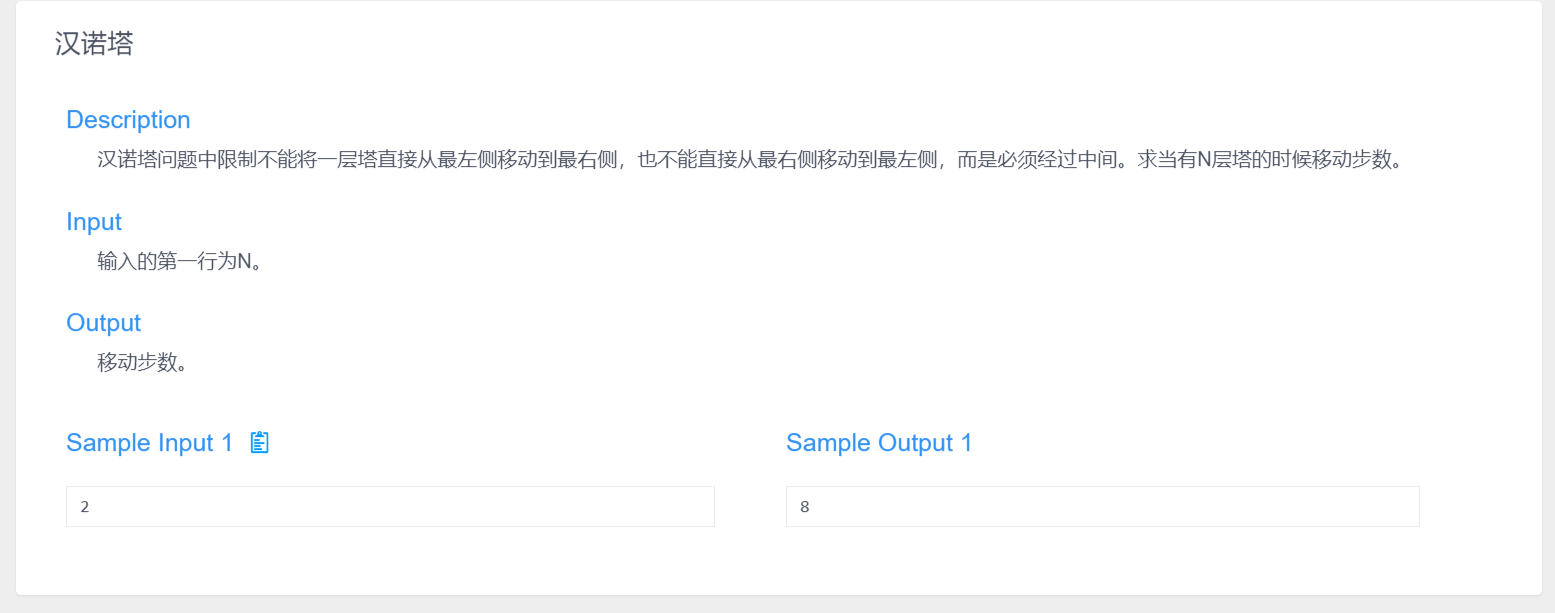 汉诺塔
Description
汉诺塔问题中限制不能将一层塔直接从最左侧移动到最右侧，也不能直接从最右侧移动到最左侧，而是必须经过中间。求当有N层塔的时候移动步数。
Input
输入的第一行为N。
Output
移动步数。
Sample Input 1
Sample Output 1
2
8